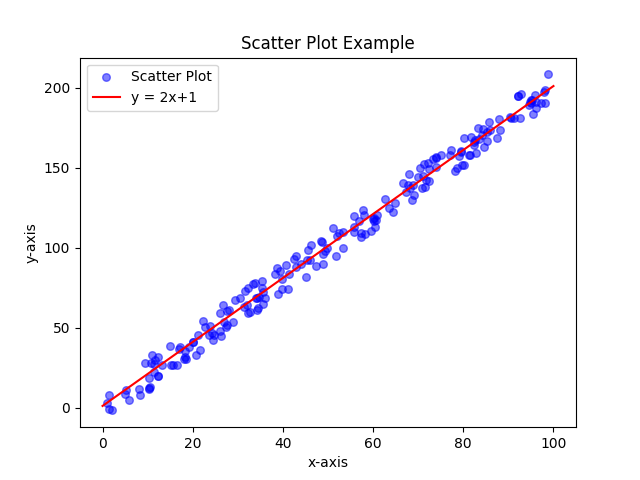 Scatter Plot Example
Scatter Plot
y = 2x+1
200
150
100
50
0
y-axis
0 20 40 60 80 100
x-axis